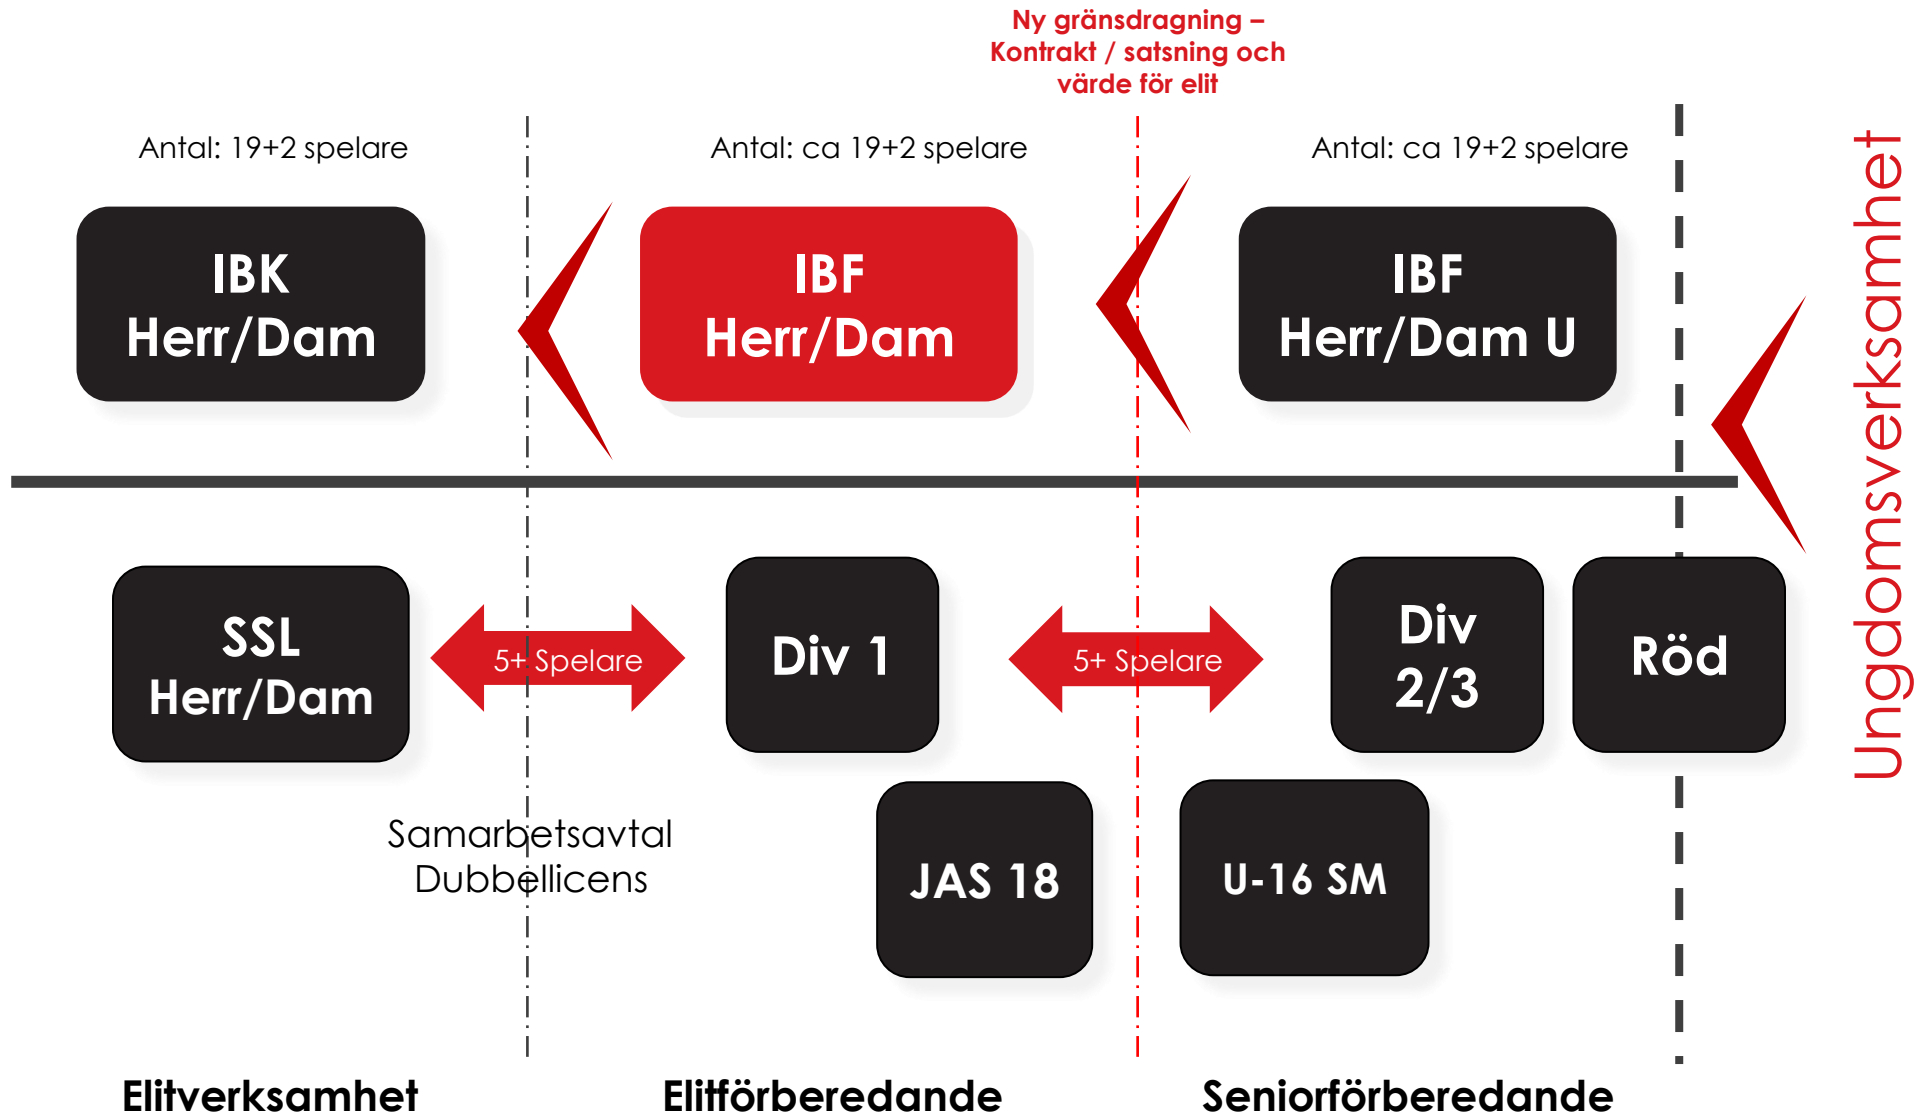 Ny gränsdragning –
Kontrakt / satsning och
värde för elit
Antal: 19+2 spelare
Antal: ca 19+2 spelare
Antal: ca 19+2 spelare
IBK
Herr/Dam
IBF
Herr/Dam
IBF
Herr/Dam U
Ungdomsverksamhet
SSL
Herr/Dam
5+ Spelare
Div 1
5+ Spelare
Div
2/3
Röd
Samarbetsavtal
Dubbellicens
JAS 18
U-16 SM
Elitverksamhet
Elitförberedande
Seniorförberedande